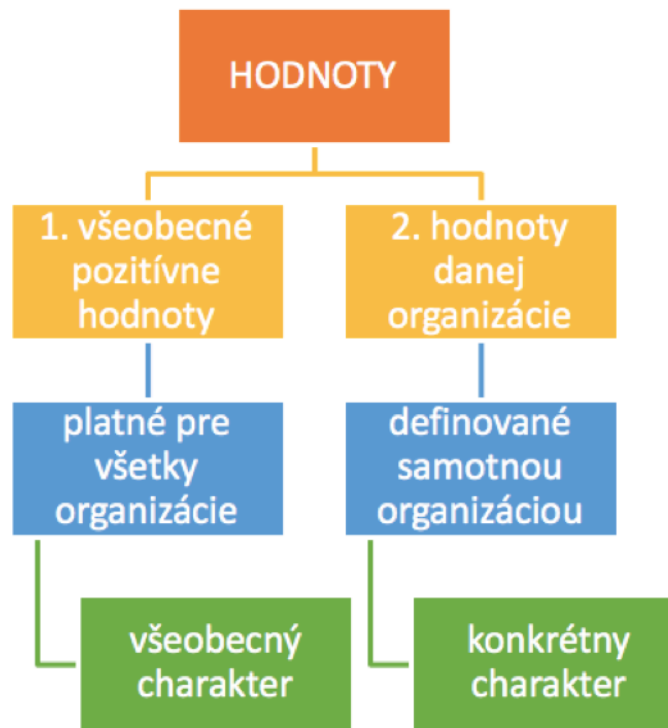 HODNOTY
1. všeobecné
pozitívne
hodnoty
2. hodnoty
danej
organizácie
platné pre
všetky
organizácie
definované
samotnou
organizáciou
všeobecný
charakter
konkrétny
charakter